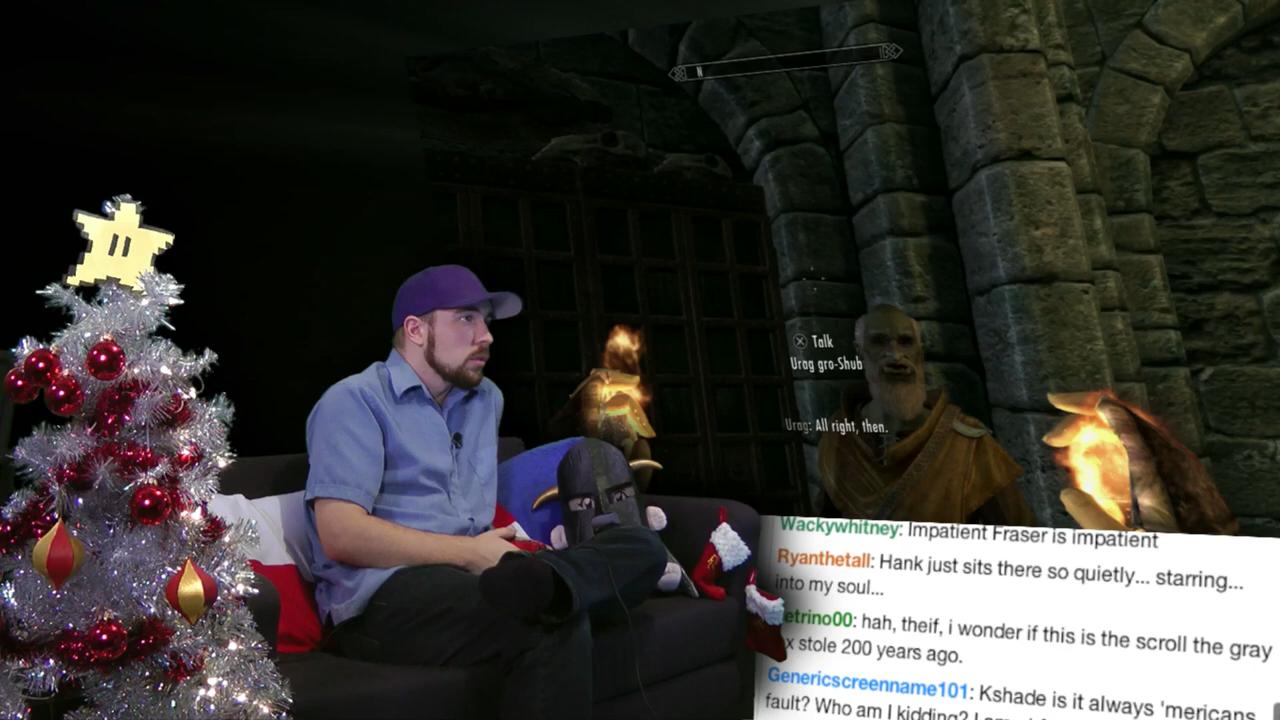 N
Talk
Urag gro-Shub
Urag: All right, then.
Wackywhitney: Impatient Fraser is impatient
Ryanthetall: Hank just sits there so quietly... starring...
into my soul...
etrino00: hah, theif, i wonder if this is the scroll the gray
x stole 200 years ago.
Genericscreenname101: Kshade is it always 'mericans
fault? Who am I kidding?